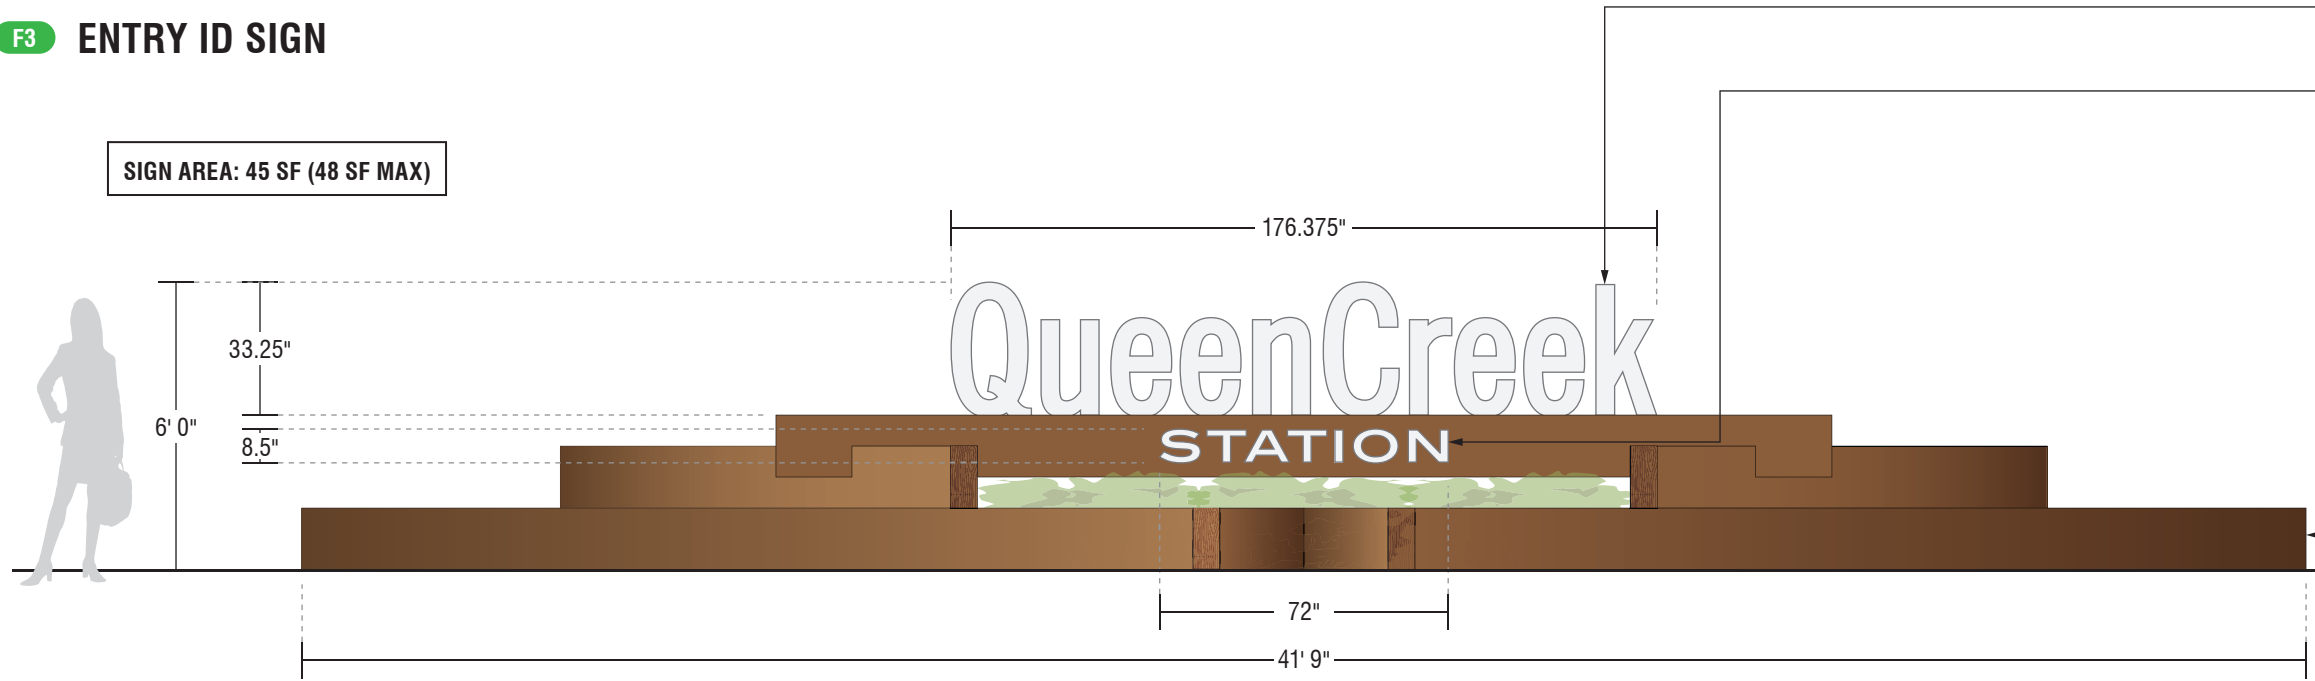 F3 ENTRY ID SIGN
SIGN AREA: 45 SF (48 SF MAX)
176.375"
33.25"
6' 0"
8.5"
QueenCreek
STATION
72"
41' 9"